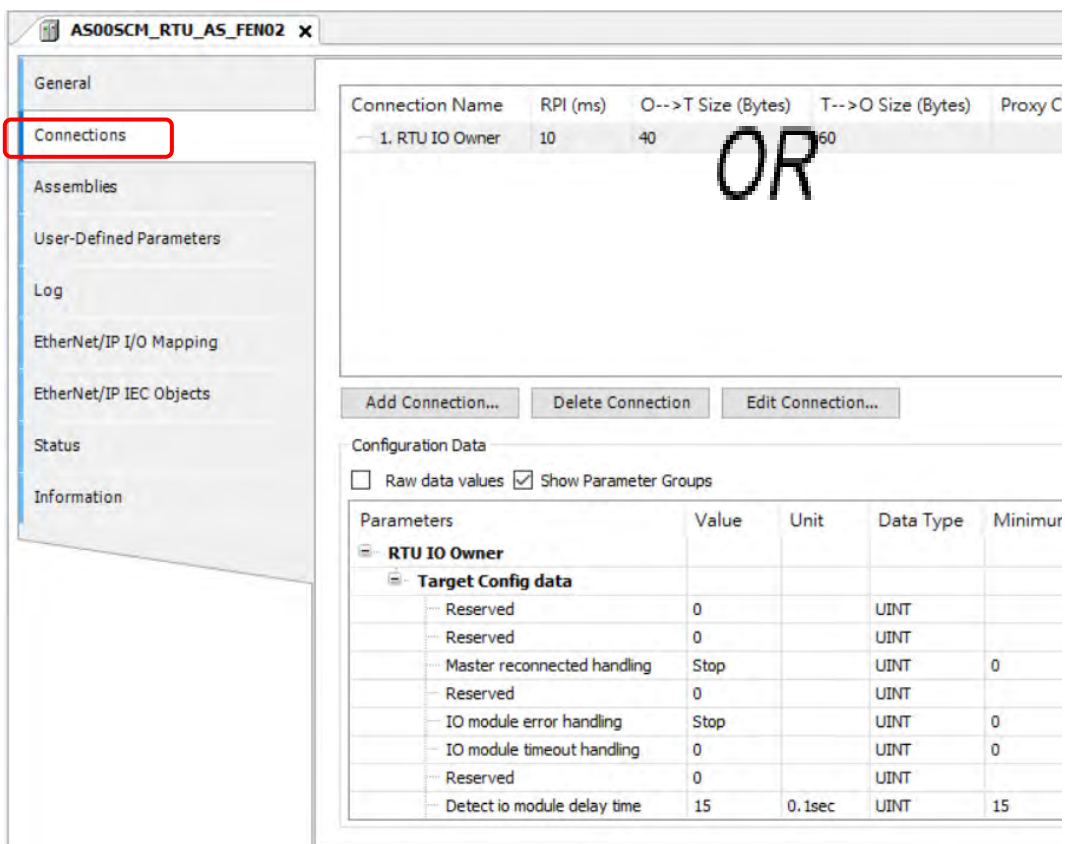 AS00SCM_RTU_AS_FEN02 x
General
Connections
Assemblies
User-Defined Parameters
Log
EtherNet/IP I/O Mapping
EtherNet/IP IEC Objects
Status
Information
Connection Name RPI (ms) O-->T Size (Bytes) T-->O Size (Bytes) Proxy C
1. RTU IO Owner 10 40 60
OR
Add Connection... Delete Connection Edit Connection...
Configuration Data
Raw data values Show Parameter Groups
Parameters Value Unit Data Type Minimur
RTU IO Owner
Target Config data
Reserved 0 UINT
Reserved 0 UINT
Master reconnected handling Stop UINT 0
Reserved 0 UINT
IO module error handling Stop UINT 0
IO module timeout handling 0 UINT 0
Reserved 0 UINT
Detect io module delay time 15 0.1sec UINT 15